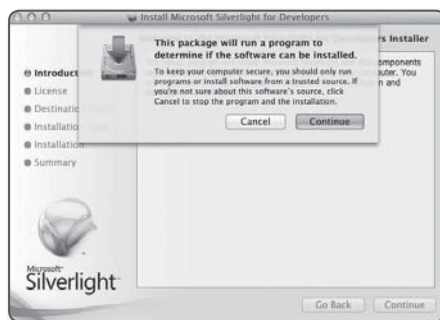 Install Microsoft Silverlight for Developers
This package will run a program to
determine if the software can be installed.
To keep your computer secure, you should only run
programs or install software from a trusted source. If
you're not sure about this software's source, click
Cancel to stop the program and the installation.
Cancel
Continue
rs Installer
omponents
uter. You
n and
Introduct
License
Destinatio
Installatio
Installation
Summary
Microsoft
Silverlight
Go Back
Continue